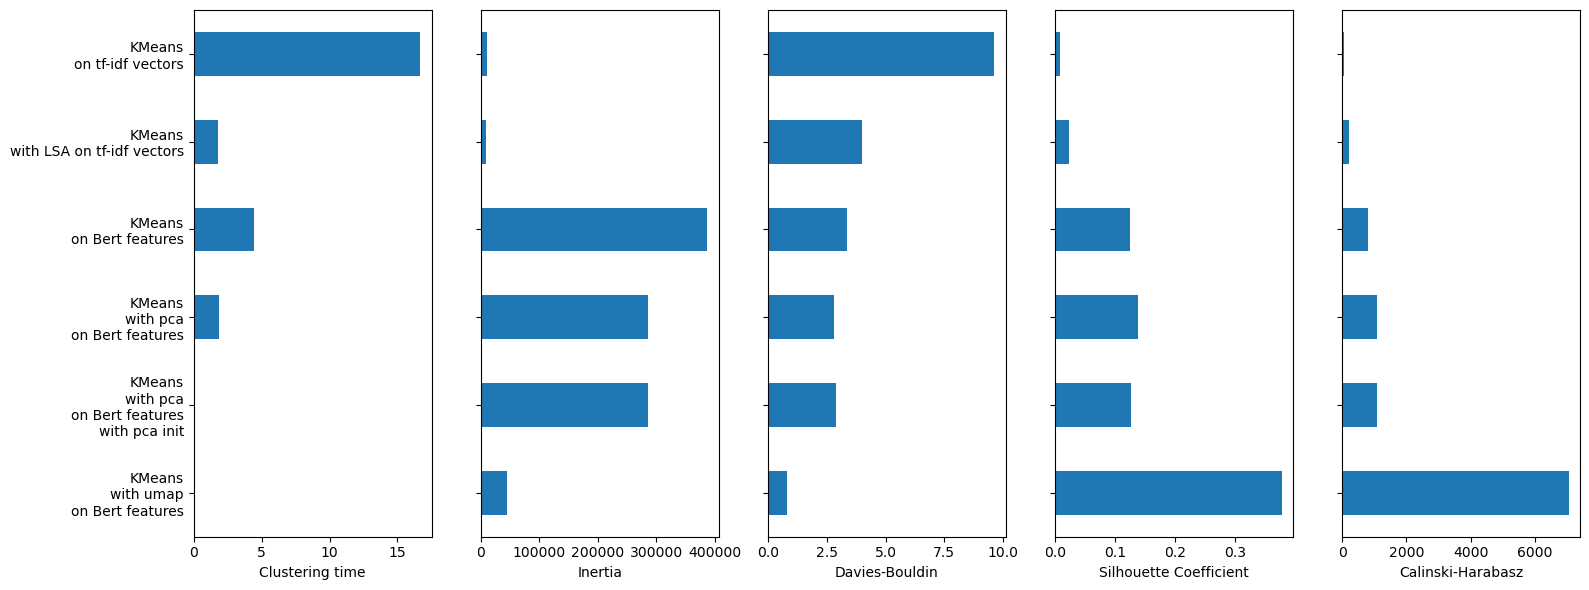 KMeans
on tf-idf vectors
KMeans
with LSA on tf-idf vectors
KMeans
on Bert features
KMeans
with pca
on Bert features
KMeans
with pca
on Bert features
with pca init
KMeans
with umap
on Bert features
0 5 10 15
Clustering time
0 100000 200000 300000 400000
Inertia
0.0 2.5 5.0 7.5 10.0
Davies-Bouldin
0.0 0.1 0.2 0.3
Silhouette Coefficient
0 2000 4000 6000
Calinski-Harabasz